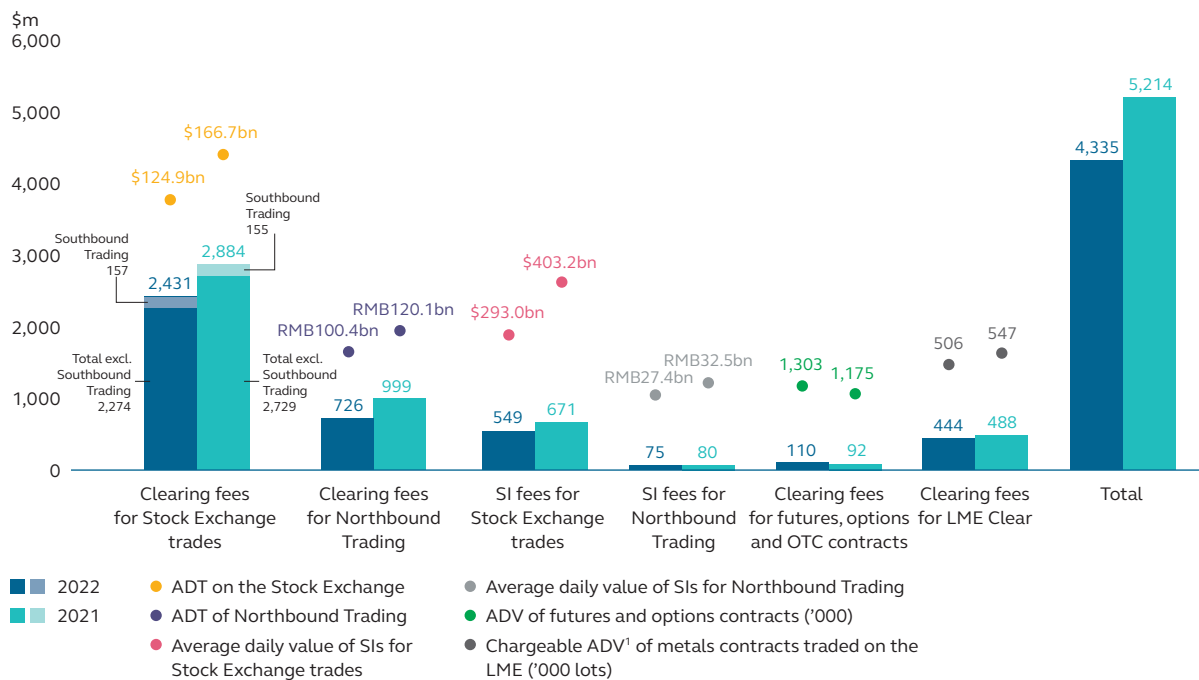 $m
6,000
5,000
4,000
3,000
2,000
1,000
0
$166.7bn
$124.9bn
Southbound
Trading
155
Southbound
Trading
157
2,884
2,431
Total excl.
Southbound
Trading
2,274
Total excl.
Southbound
Trading
2,729
RMB120.1bn
RMB100.4bn
999
726
$403.2bn
$293.0bn
671
549
RMB32.5bn
RMB27.4bn
75
80
1,303
1,175
110
92
506
547
444
488
5,214
4,335
Clearing fees
for Stock Exchange
trades
Clearing fees
for Northbound
Trading
SI fees for
Stock Exchange
trades
SI fees for
Northbound
Trading
Clearing fees
for futures, options
and OTC contracts
Clearing fees
for LME Clear
Total
2022
2021
ADT on the Stock Exchange
ADT of Northbound Trading
Average daily value of SIs for
Stock Exchange trades
Average daily value of SIs for Northbound Trading
ADV of futures and options contracts (’000)
Chargeable ADV¹ of metals contracts traded on the
LME (’000 lots)